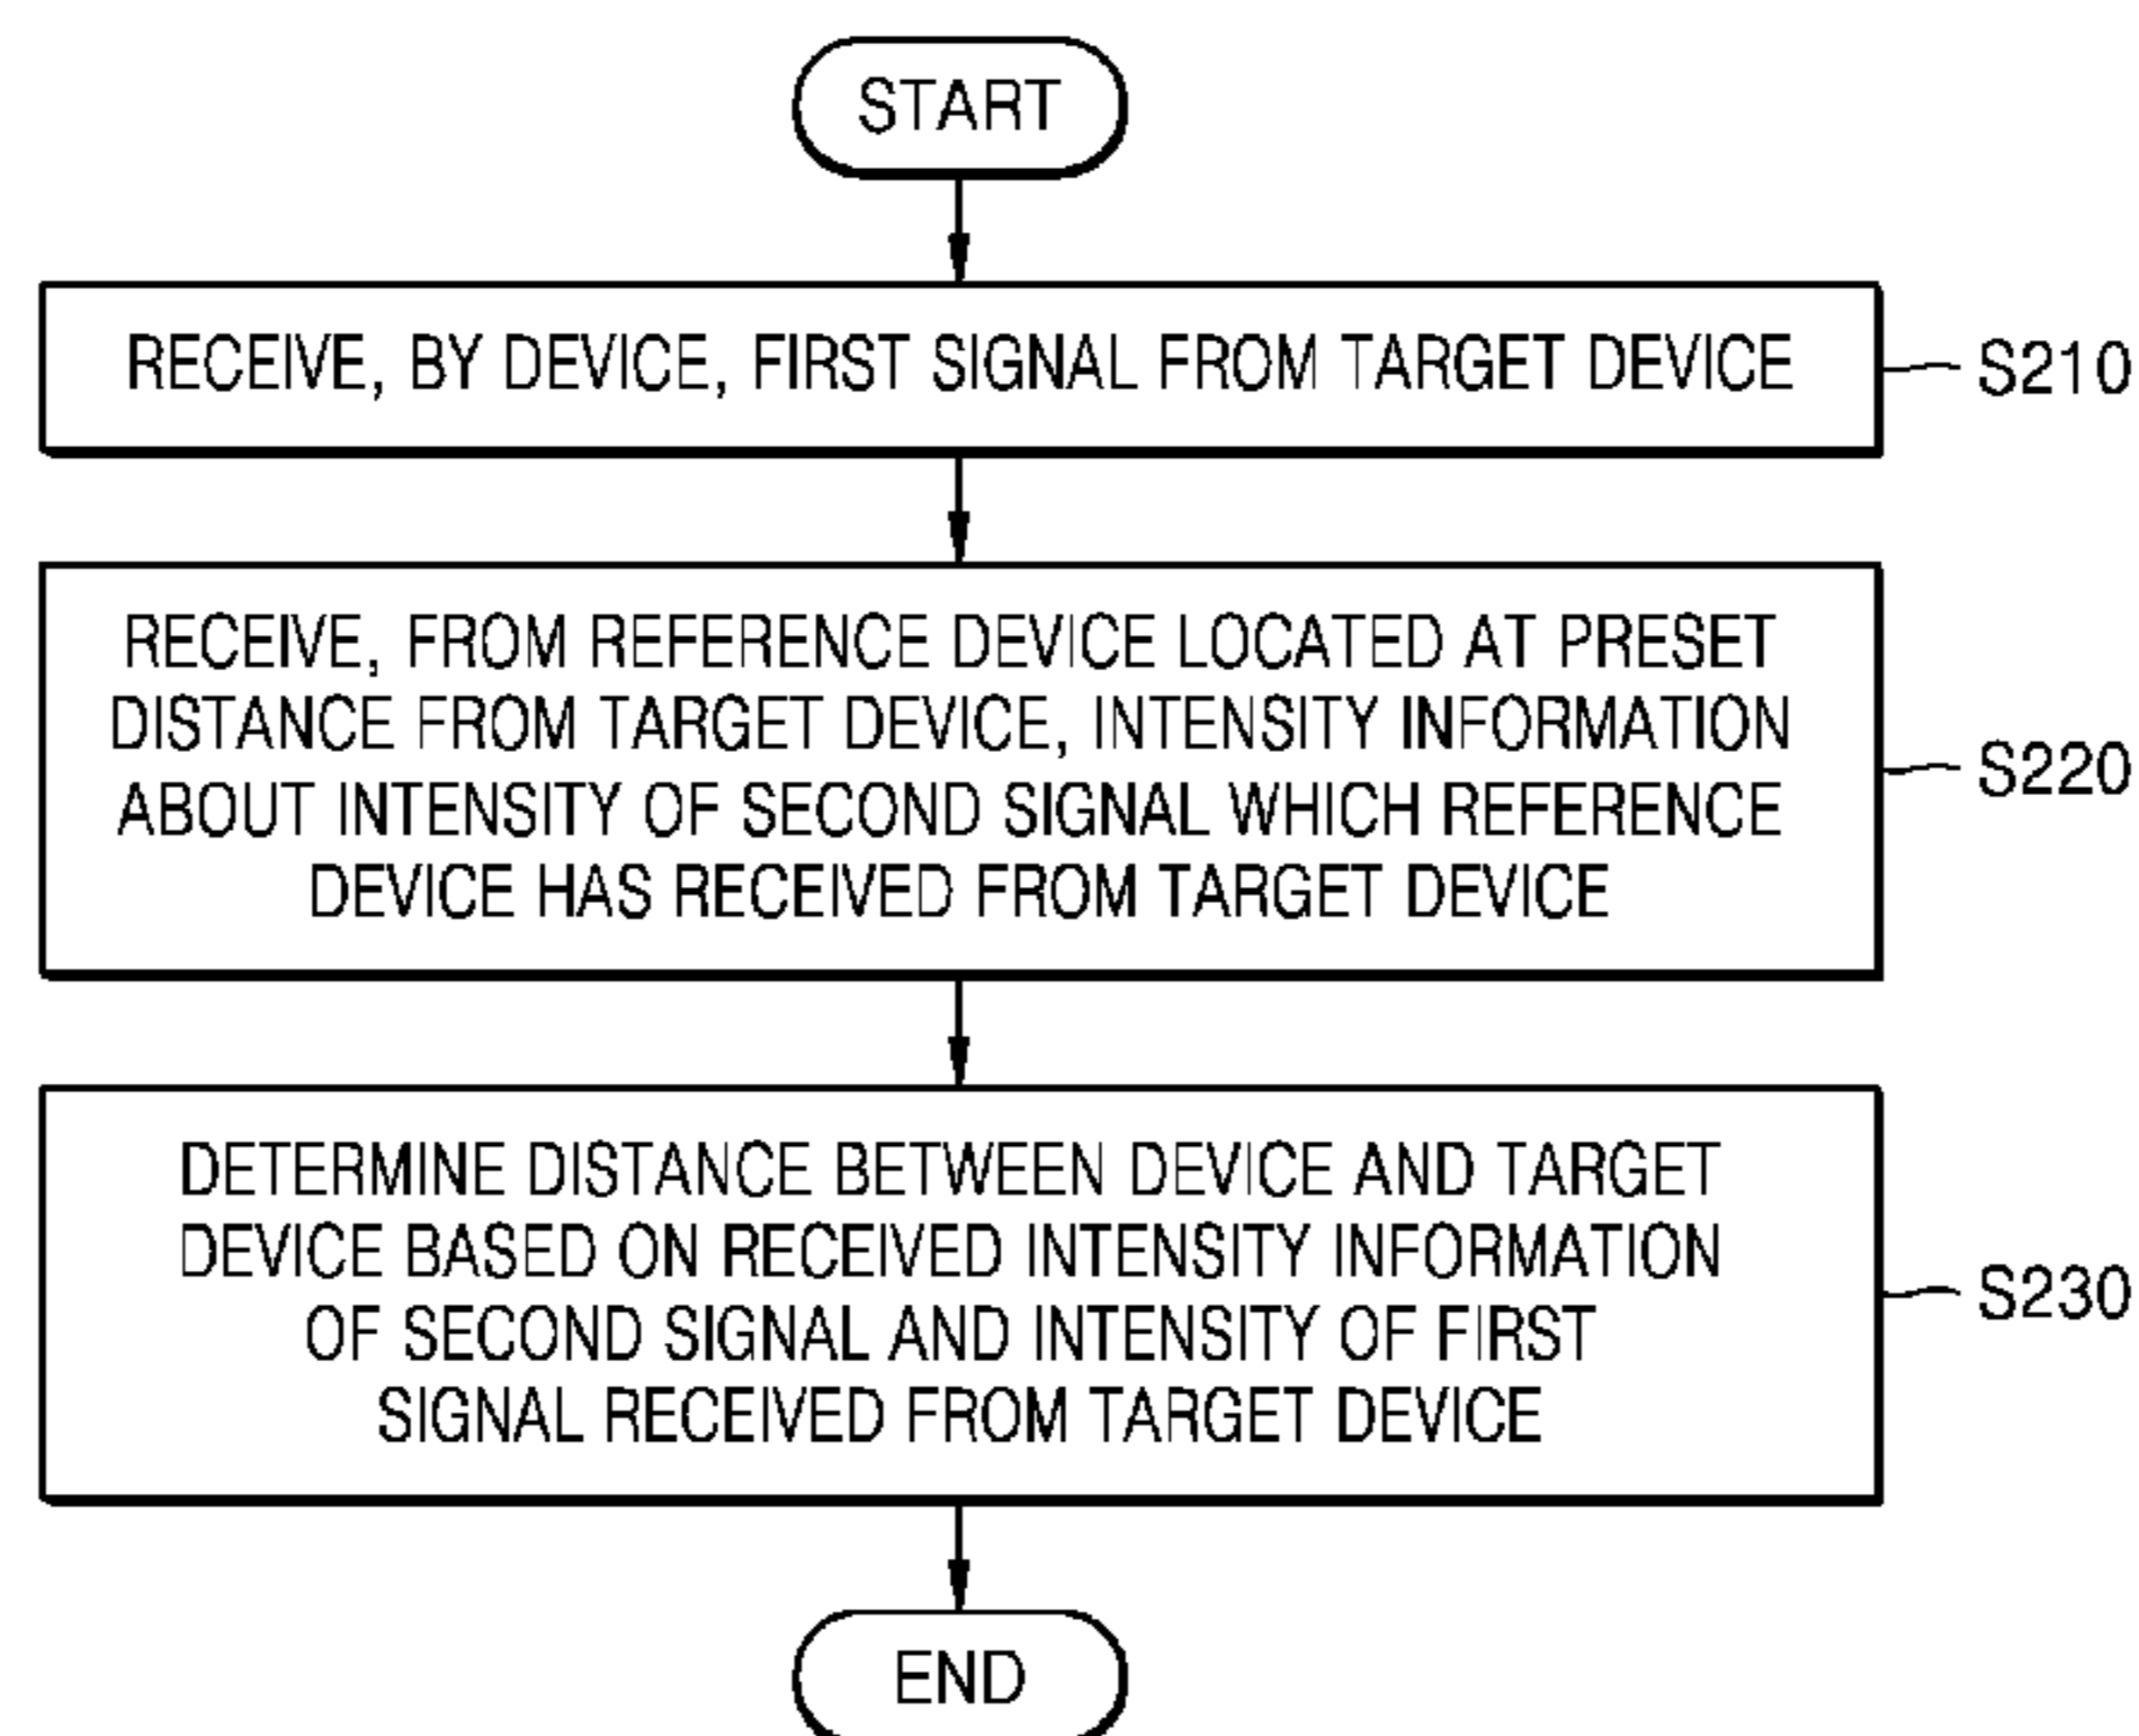 START
RECEIVE, BY DEVICE, FIRST SIGNAL FROM TARGET DEVICE
S210
RECEIVE, FROM REFERENCE DEVICE LOCATED AT PRESET
DISTANCE FROM TARGET DEVICE, INTENSITY INFORMATION
ABOUT INTENSITY OF SECOND SIGNAL WHICH REFERENCE
DEVICE HAS RECEIVED FROM TARGET DEVICE
S220
DETERMINE DISTANCE BETWEEN DEVICE AND TARGET
DEVICE BASED ON RECEIVED INTENSITY INFORMATION
OF SECOND SIGNAL AND INTENSITY OF FIRST
SIGNAL RECEIVED FROM TARGET DEVICE
S230
END